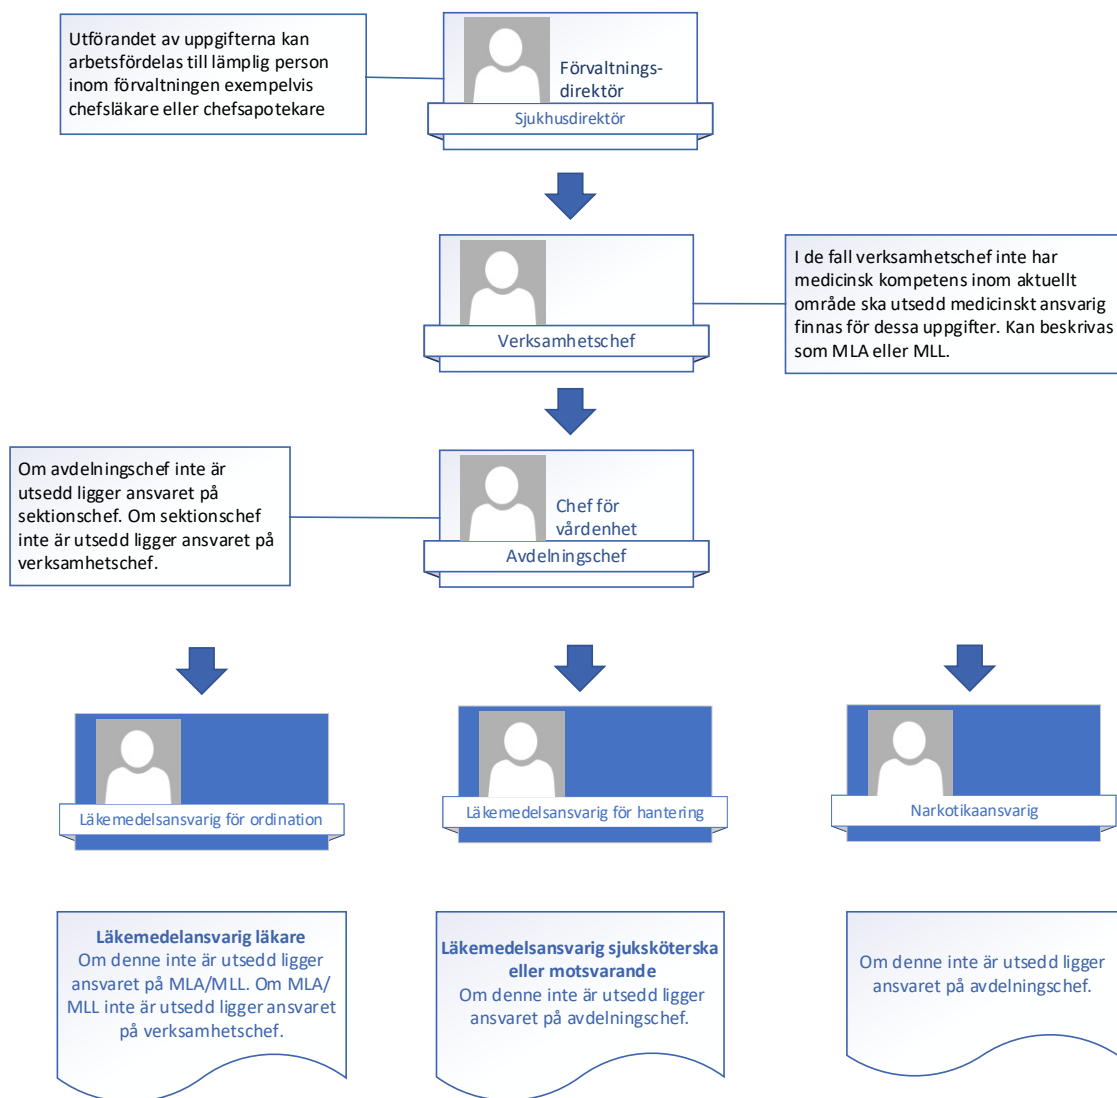 Utförandet av uppgifterna kan
arbetsfördelas till lämplig person
inom förvaltningen exempelvis
chefsläkare eller chefsapotekare
Förvaltnings-
direktör
Sjukhusdirektör
Verksamhetschef
I de fall verksamhetschef inte har
medicinsk kompetens inom aktuellt
område ska utsedd medicinskt ansvarig
finnas för dessa uppgifter. Kan beskrivas
som MLA eller MLL.
Om avdelningschef inte är
utsedd ligger ansvaret på
sektionschef. Om sektionschef
inte är utsedd ligger ansvaret på
verksamhetschef.
Chef för
vårdenhet
Avdelningschef
Läkemedelsansvarig för ordination
Läkemedelsansvarig för hantering
Narkotikaansvarig
Läkemedelansvarig läkare
Om denne inte är utsedd ligger
ansvaret på MLA/MLL. Om MLA/
MLL inte är utsedd ligger ansvaret
på verksamhetschef.
Läkemedelsansvarig sjuksköterska
eller motsvarande
Om denne inte är utsedd ligger
ansvaret på avdelningschef.
Om denne inte är utsedd ligger
ansvaret på avdelningschef.